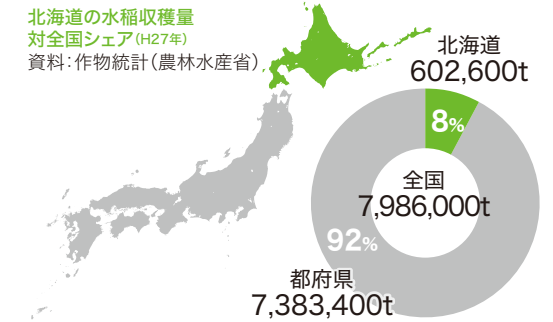 北海道の水稲収穫量
対全国シェア(H27年)
資料：作物統計(農林水産省)
北海道
602,600t
8%
全国
7,986,000t
92%
都府県
7,383,400t